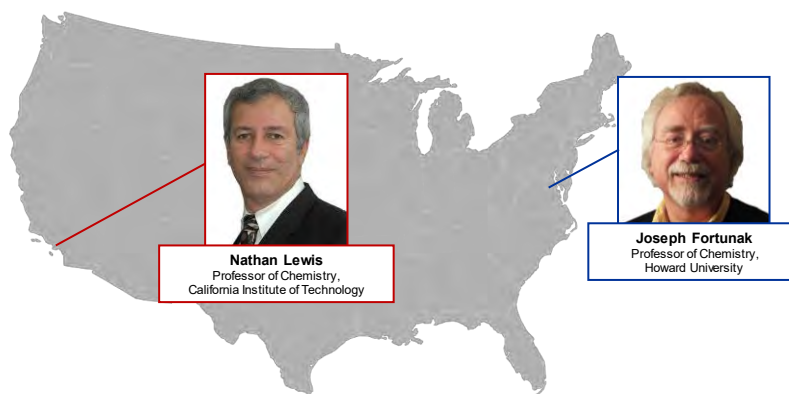 Nathan Lewis
Professor of Chemistry,
California Institute of Technology
Joseph Fortunak
Professor of Chemistry,
Howard University